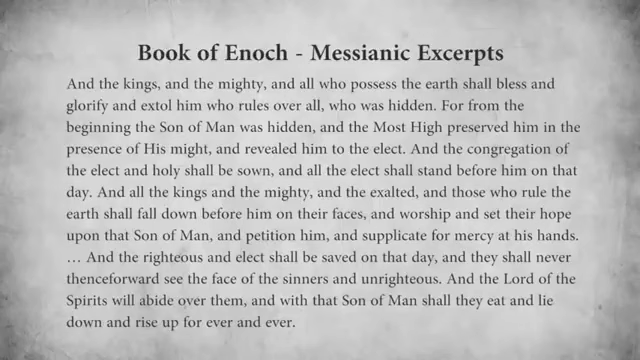 Book of Enoch - Messianic Excerpts
And the kings, and the mighty, and all who possess the earth shall bless and
glorify and extol him who rules over all, who was hidden. For from the
beginning the Son of Man was hidden, and the Most High preserved him in the
presence of His might, and revealed him to the elect. And the congregation of
the elect and holy shall be sown, and all the elect shall stand before him on that
day. And all the kings and the mighty, and the exalted, and those who rule the
earth shall fall down before him on their faces, and worship and set their hope
upon that Son of Man, and petition him, and supplicate for mercy at his hands.
… And the righteous and elect shall be saved on that day, and they shall never
thenceforward see the face of the sinners and unrighteous. And the Lord of the
Spirits will abide over them, and with that Son of Man shall they eat and lie
down and rise up for ever and ever.